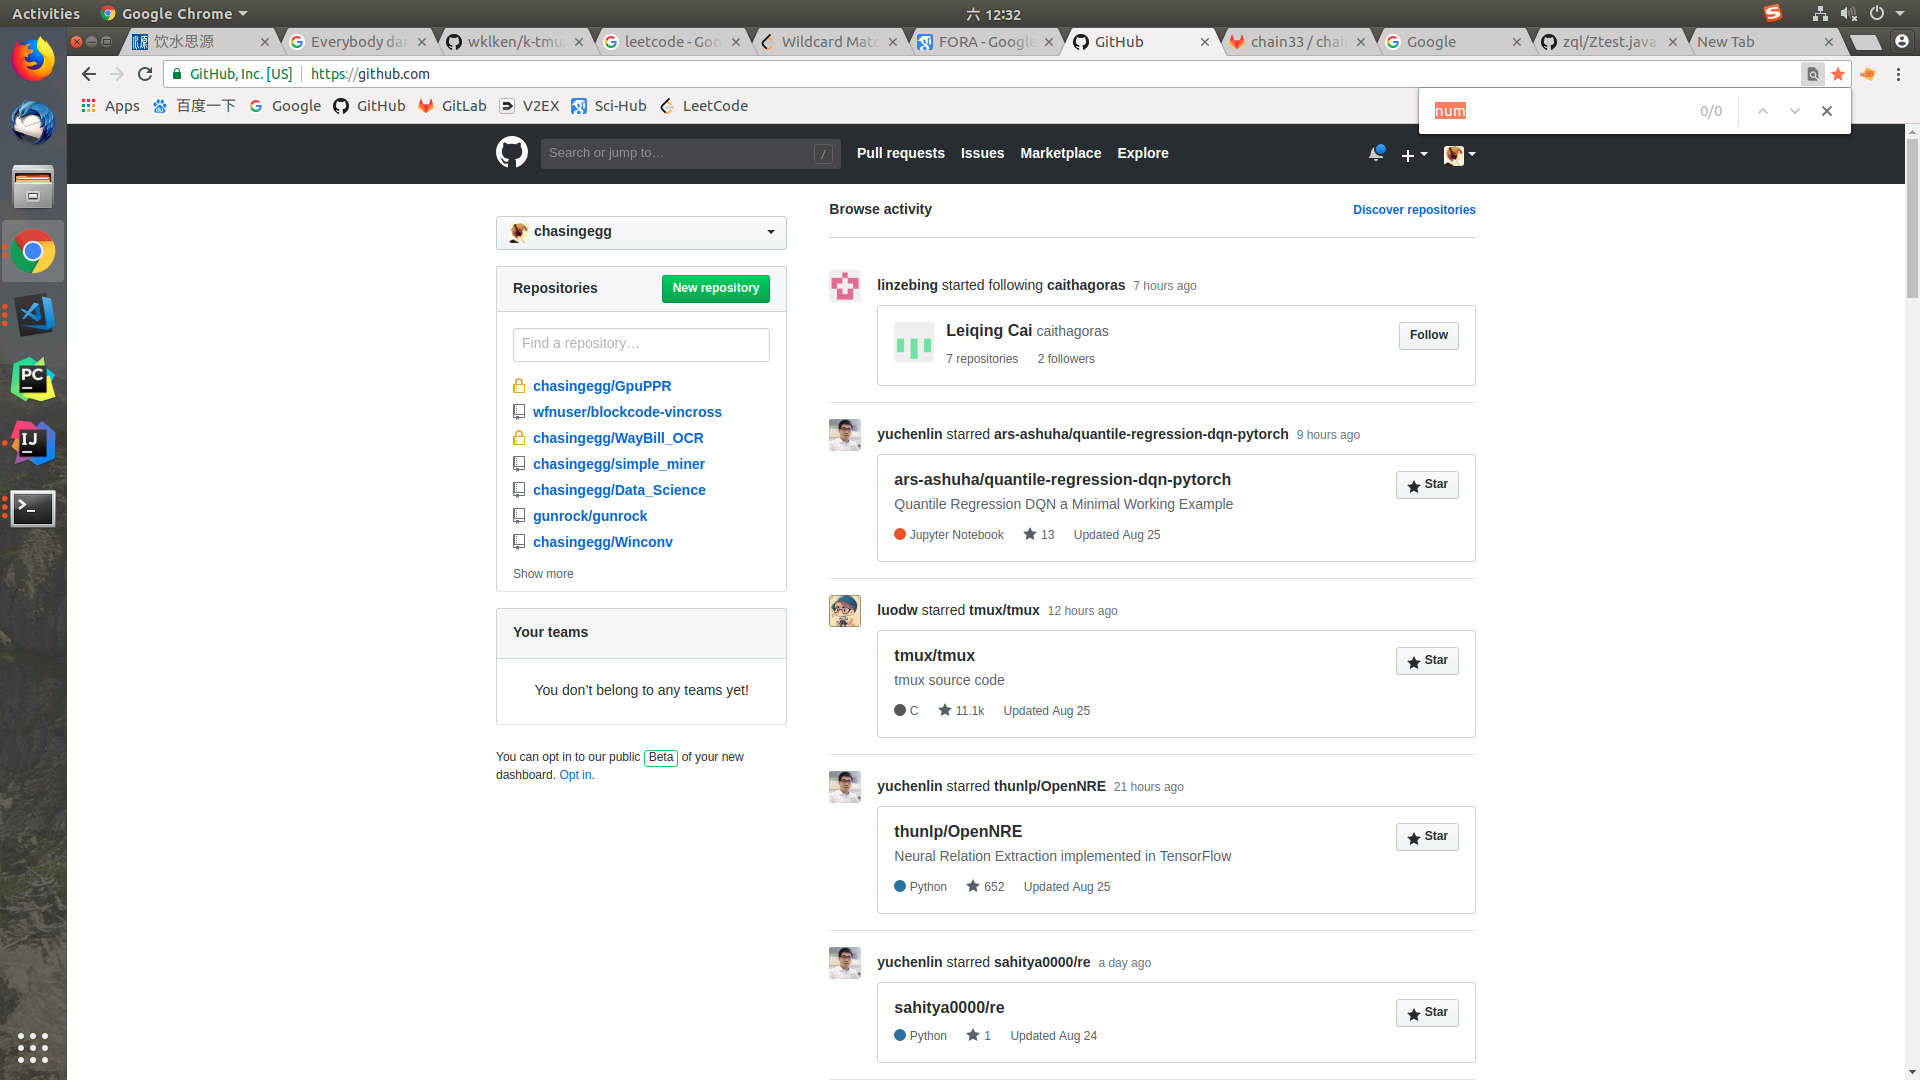 Activities
Google Chrome
六 12:32
饮水思源
Everybody dan
wklken/k-tmu
leetcode - Goo
Wildcard Matc
FORA - Google
GitHub
chain33 / chai
Google
zql/Ztest.java
New Tab
GitHub, Inc. [US]
https://github.com
Apps
百度一下
Google
GitHub
GitLab
V2EX
Sci-Hub
LeetCode
num
0/0
Search or jump to…
/
Pull requests
Issues
Marketplace
Explore
chasingegg
Repositories
New repository
Find a repository…
chasingegg/GpuPPR
wfnuser/blockcode-vincross
chasingegg/WayBill_OCR
chasingegg/simple_miner
chasingegg/Data_Science
gunrock/gunrock
chasingegg/Winconv
Show more
Your teams
You don’t belong to any teams yet!
You can opt in to our public Beta of your new
dashboard. Opt in.
Browse activity
Discover repositories
linzebing started following caithagoras 7 hours ago
Leiqing Cai caithagoras
Follow
7 repositories 2 followers
yuchenlin starred ars-ashuha/quantile-regression-dqn-pytorch 9 hours ago
ars-ashuha/quantile-regression-dqn-pytorch
Star
Quantile Regression DQN a Minimal Working Example
Jupyter Notebook 13 Updated Aug 25
luodw starred tmux/tmux 12 hours ago
tmux/tmux
Star
tmux source code
C 11.1k Updated Aug 25
yuchenlin starred thunlp/OpenNRE 21 hours ago
thunlp/OpenNRE
Star
Neural Relation Extraction implemented in TensorFlow
Python 652 Updated Aug 25
yuchenlin starred sahitya0000/re a day ago
sahitya0000/re
Star
Python 1 Updated Aug 24